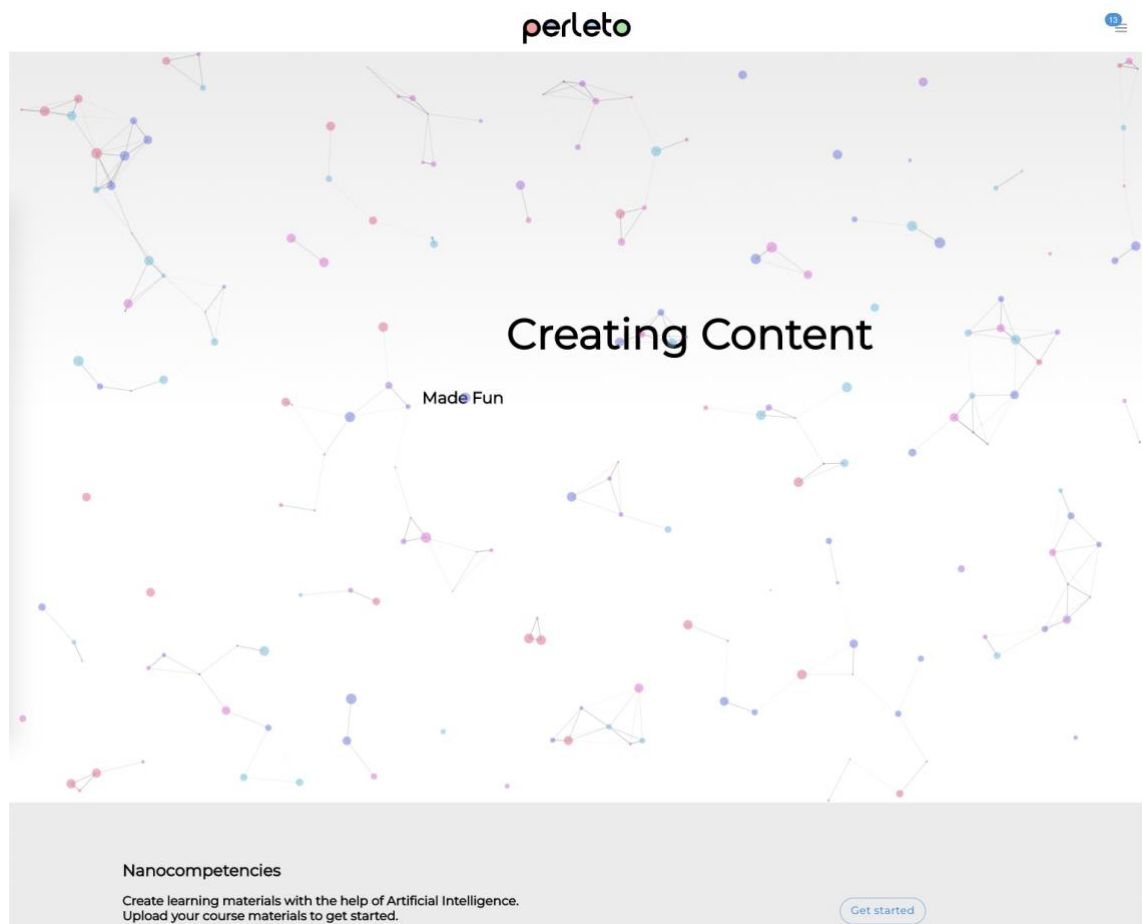 perleto
13
Creating Content
Made Fun
Nanocompetencies
Create learning materials with the help of Artificial Intelligence.
Upload your course materials to get started.
Get started